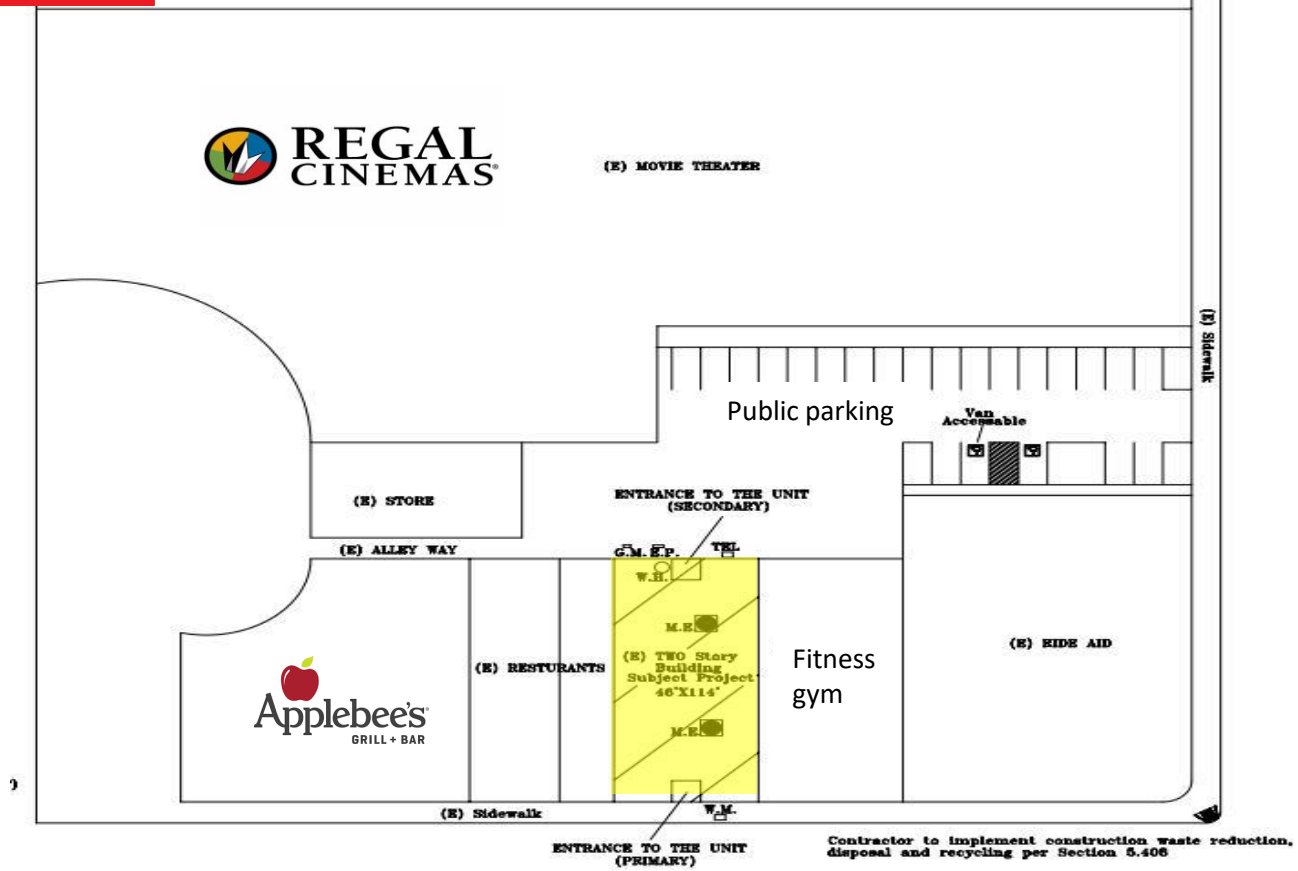 REGAL
CINEMAS
(E) MOVIE THEATER
(E) Sidewalk
Public parking
Van
Accessable
(E) STORE
ENTRANCE TO THE UNIT
(SECONDARY)
(E) ALLEY WAY
G.M. E.P.
TEL
W.H.
M.E
(E) RESTURANTS
(E) TWO Story
Building
Subject Project
46'X114'
Fitness
gym
(E) RIDE AID
Applebee's
GRILL + BAR
M.E
(E) Sidewalk
W.M.
ENTRANCE TO THE UNIT
(PRIMARY)
Contractor to implement construction waste reduction,
disposal and recycling per Section 5.408